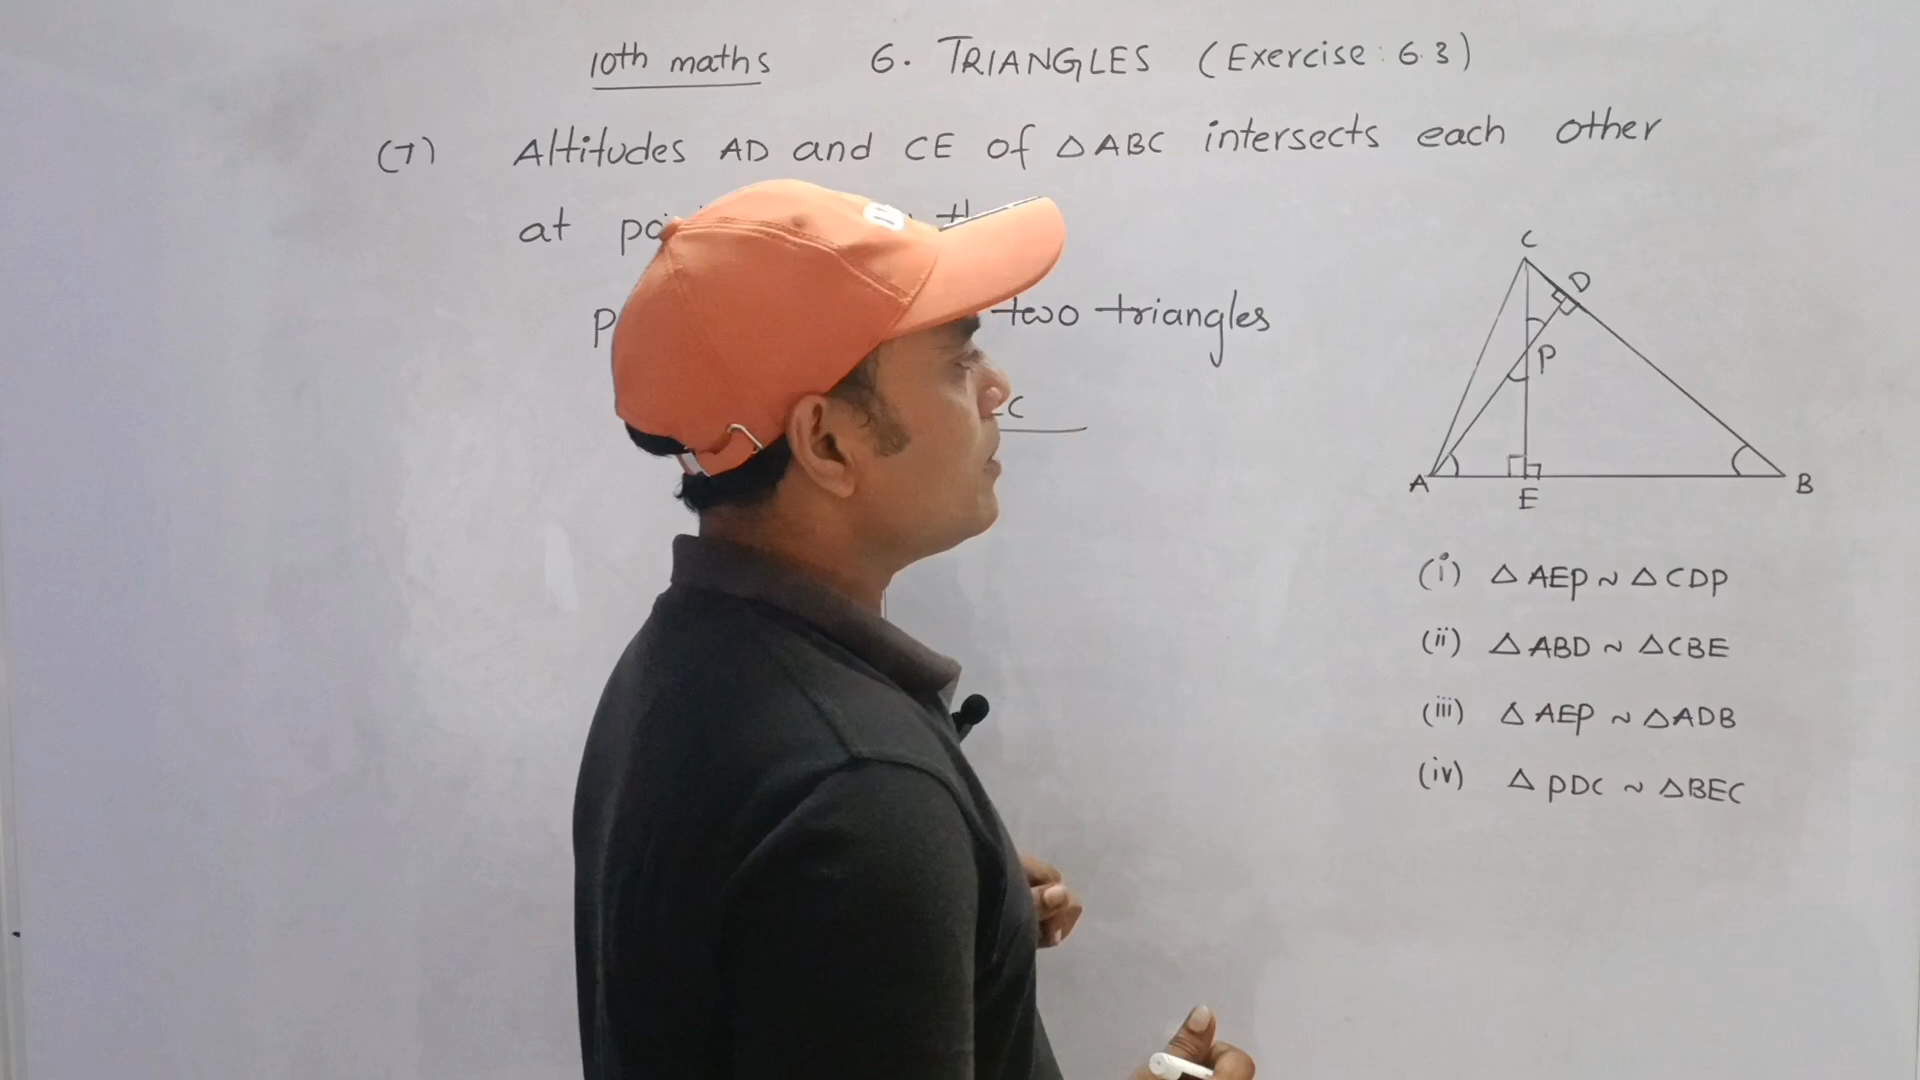 10th maths 6. TRIANGLES (Exercise: 6.3)
(7) Altitudes AD and CE of △ABC intersects each other
at
two triangles
C
D
P
A
E
B
(i) △AEP ~ △CDP
(ii) △ABD ~ △CBE
(iii) △AEP ~ △ADB
(iv) △PDC ~ △BEC